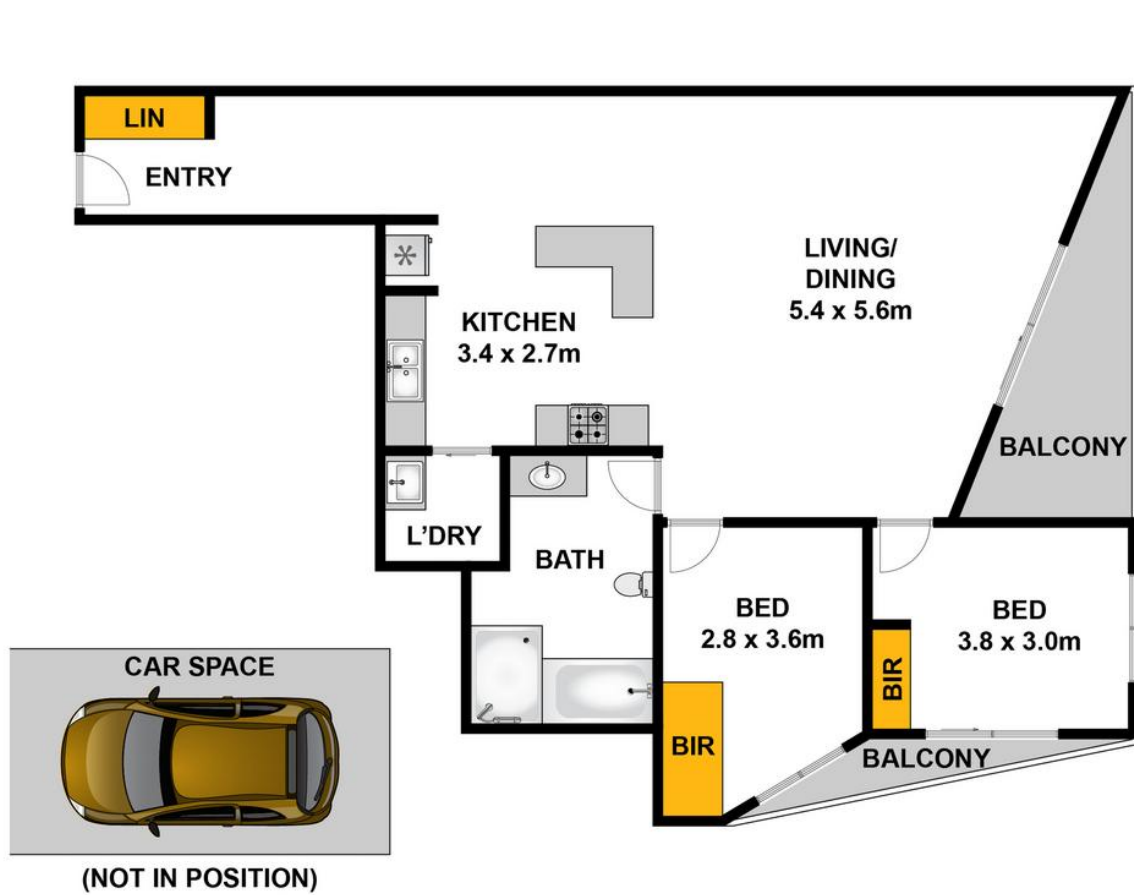 LIN
ENTRY
LIVING/
DINING
5.4 x 5.6m
KITCHEN
3.4 x 2.7m
BALCONY
L'DRY
BATH
BED
2.8 x 3.6m
BED
3.8 x 3.0m
BIR
BIR
BALCONY
CAR SPACE
(NOT IN POSITION)